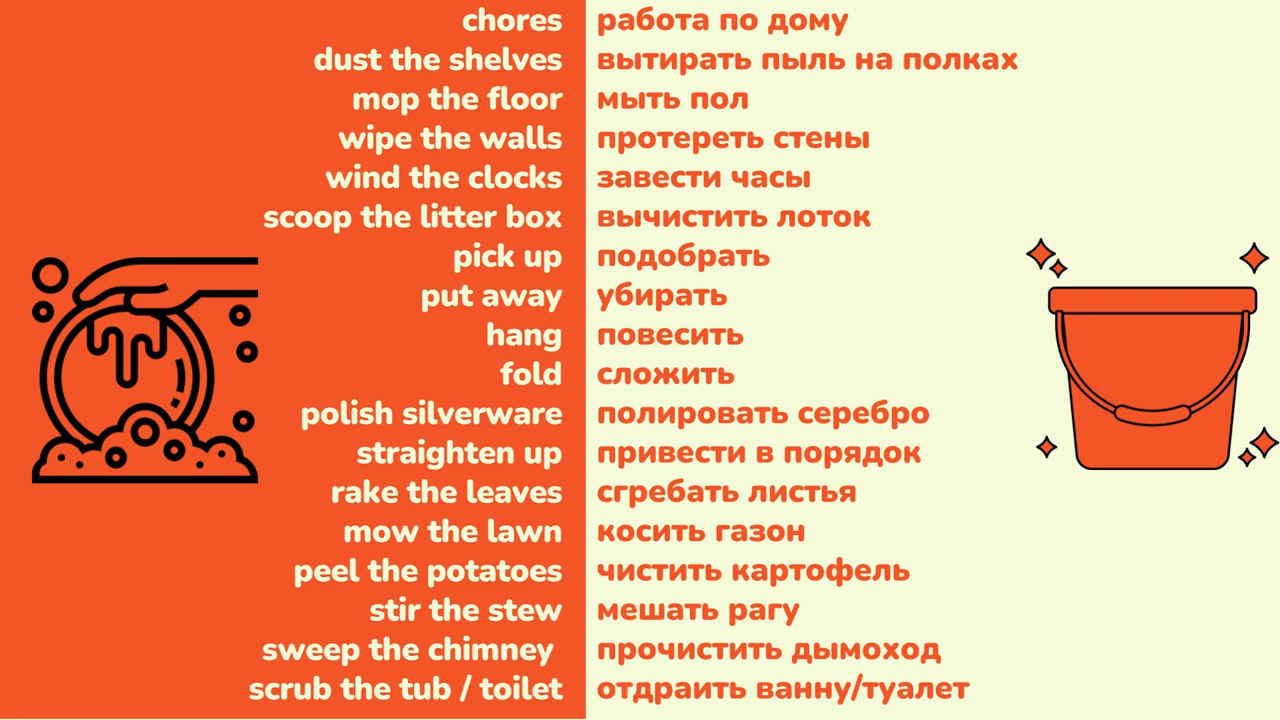 chores работа по дому
dust the shelves вытирать пыль на полках
mop the floor мыть пол
wipe the walls протереть стены
wind the clocks завести часы
scoop the litter box вычистить лоток
pick up подобрать
put away убирать
hang повесить
fold сложить
polish silverware полировать серебро
straighten up привести в порядок
rake the leaves сгребать листья
mow the lawn косить газон
peel the potatoes чистить картофель
stir the stew мешать рагу
sweep the chimney прочистить дымоход
scrub the tub / toilet отдраить ванну/туалет